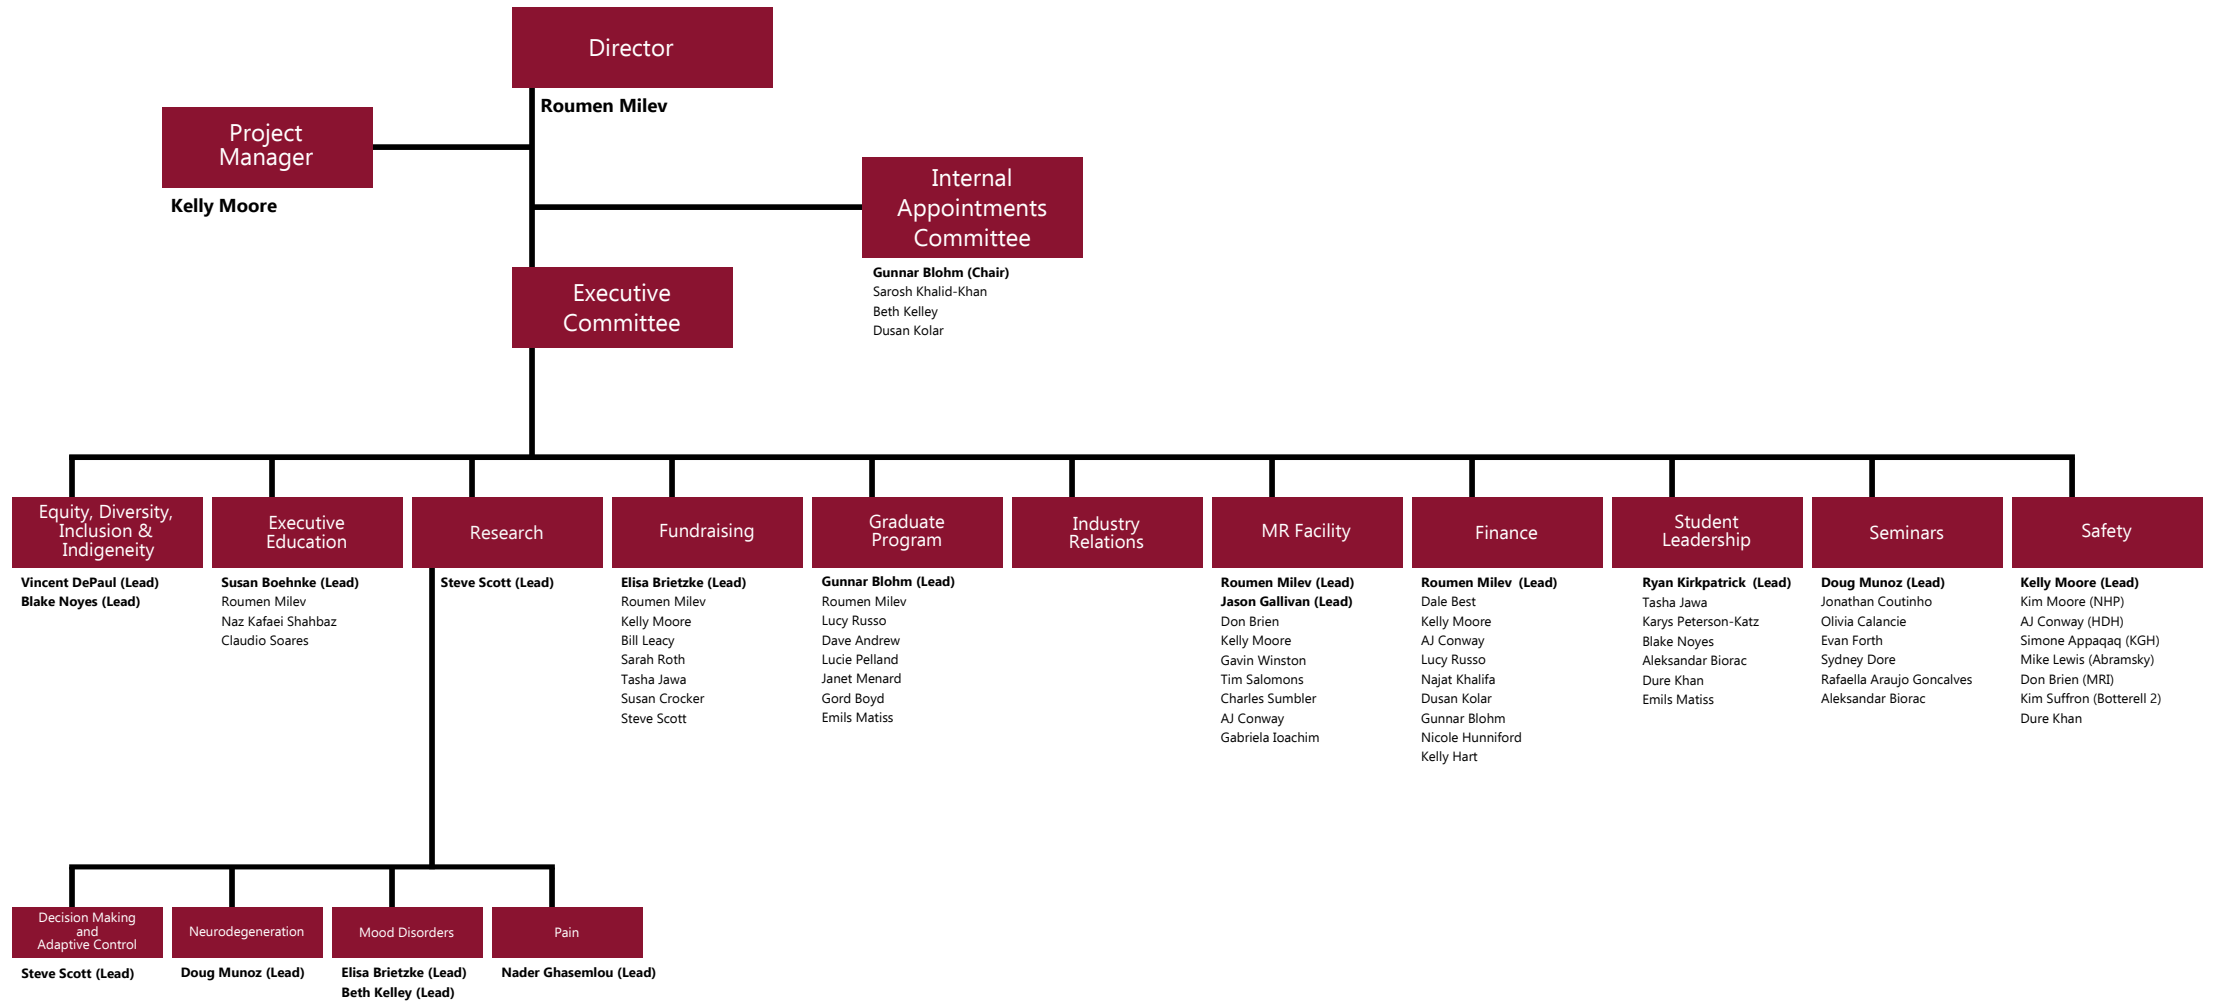 Director
Roumen Milev
Project
Manager
Kelly Moore
Internal
Appointments
Committee
Gunnar Blohm (Chair)
Sarosh Khalid-Khan
Beth Kelley
Dusan Kolar
Executive
Committee
Equity, Diversity,
Inclusion &
Indigeneity
Vincent DePaul (Lead)
Blake Noyes (Lead)
Executive
Education
Susan Boehnke (Lead)
Roumen Milev
Naz Kafaei Shahbaz
Claudio Soares
Research
Steve Scott (Lead)
Fundraising
Elisa Brietzke (Lead)
Roumen Milev
Kelly Moore
Bill Leacy
Sarah Roth
Tasha Jawa
Susan Crocker
Steve Scott
Graduate
Program
Gunnar Blohm (Lead)
Roumen Milev
Lucy Russo
Dave Andrew
Lucie Pelland
Janet Menard
Gord Boyd
Emils Matiss
Industry
Relations
MR Facility
Roumen Milev (Lead)
Jason Gallivan (Lead)
Don Brien
Kelly Moore
Gavin Winston
Tim Salomons
Charles Sumbler
AJ Conway
Gabriela Ioachim
Finance
Roumen Milev  (Lead)
Dale Best
Kelly Moore
AJ Conway
Lucy Russo
Najat Khalifa
Dusan Kolar
Gunnar Blohm
Nicole Hunniford
Kelly Hart
Student
Leadership
Ryan Kirkpatrick  (Lead)
Tasha Jawa
Karys Peterson-Katz
Blake Noyes
Aleksandar Biorac
Dure Khan
Emils Matiss
Seminars
Doug Munoz (Lead)
Jonathan Coutinho
Olivia Calancie
Evan Forth
Sydney Dore
Rafaella Araujo Goncalves
Aleksandar Biorac
Safety
Kelly Moore (Lead)
Kim Moore (NHP)
AJ Conway (HDH)
Simone Appaqaq (KGH)
Mike Lewis (Abramsky)
Don Brien (MRI)
Kim Suffron (Botterell 2)
Dure Khan
Decision Making
and
Adaptive Control
Steve Scott (Lead)
Neurodegeneration
Doug Munoz (Lead)
Mood Disorders
Elisa Brietzke (Lead)
Beth Kelley (Lead)
Pain
Nader Ghasemlou (Lead)